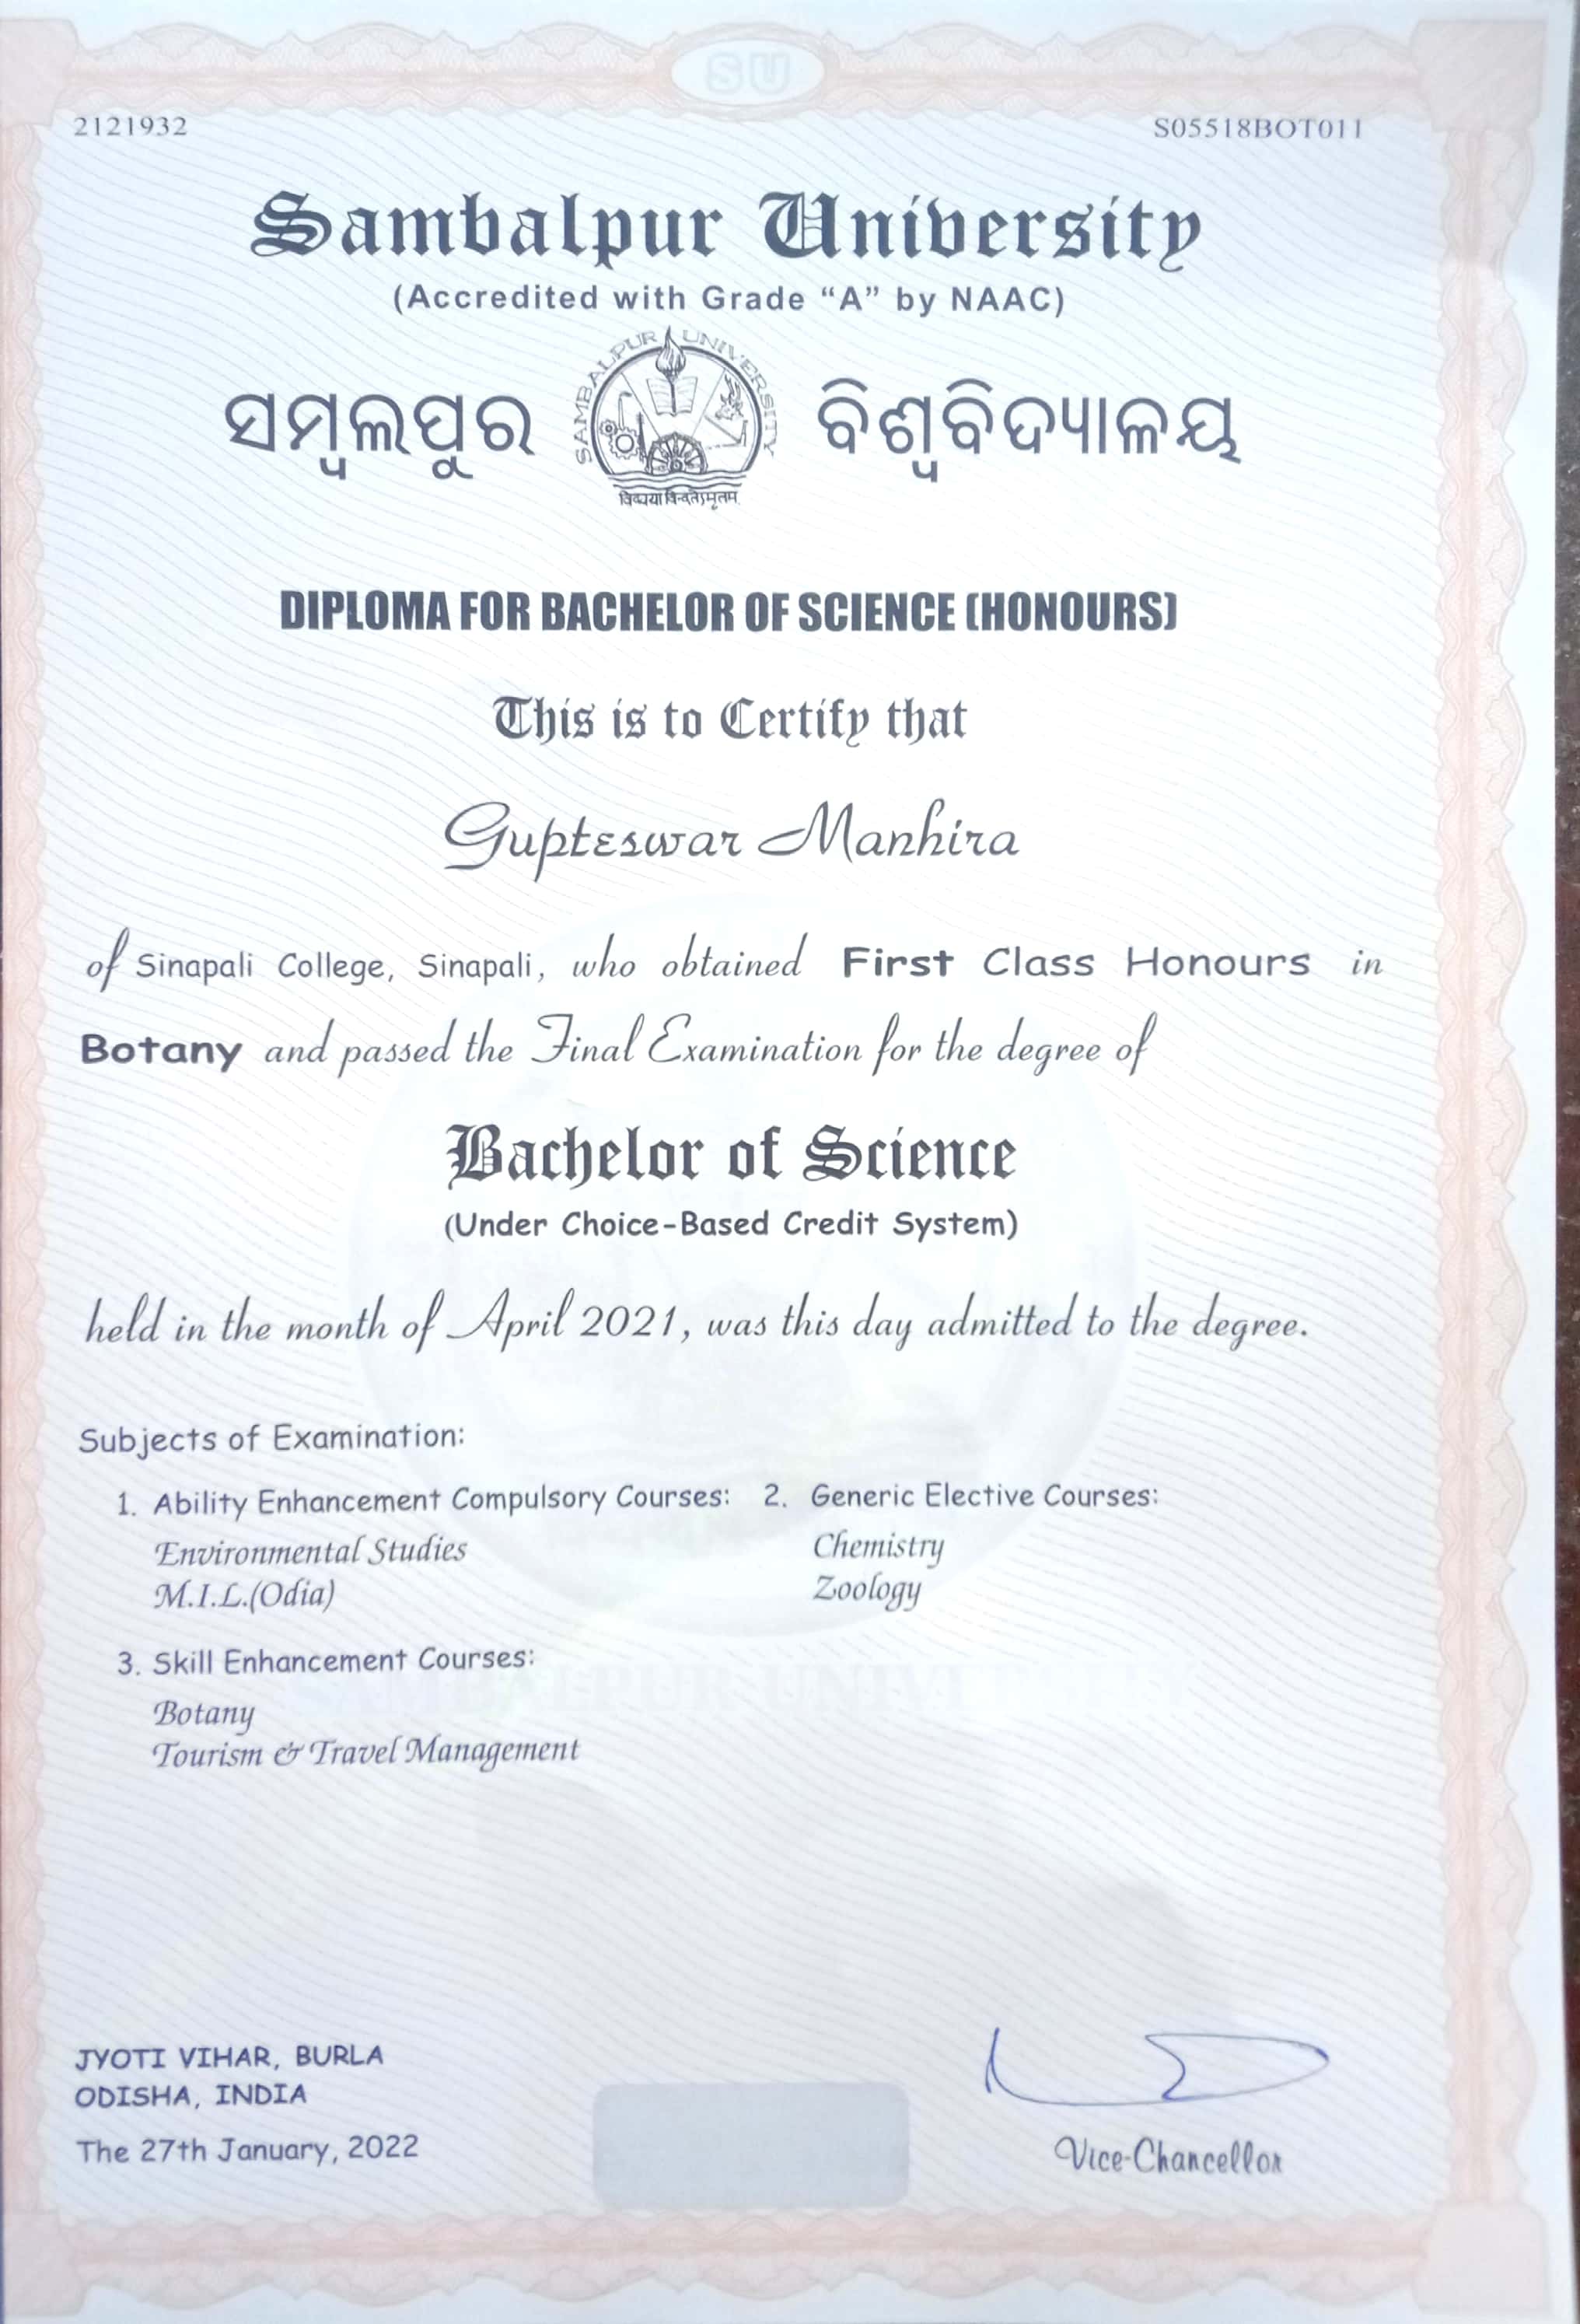 SU
2121932 S05518BOT011
Sambalpur University
(Accredited with Grade “A” by NAAC)
SAMBALPUR UNIVERSITY
ସମ୍ବଲପୁର ବିଶ୍ୱବିଦ୍ୟାଳୟ
DIPLOMA FOR BACHELOR OF SCIENCE (HONOURS)
This is to Certify that
Gupteswar Manhira
of Sinapali College, Sinapali, who obtained First Class Honours in
Botany and passed the Final Examination for the degree of
Bachelor of Science
(Under Choice-Based Credit System)
held in the month of April 2021, was this day admitted to the degree.
Subjects of Examination:
1. Ability Enhancement Compulsory Courses: 2. Generic Elective Courses:
Environmental Studies Chemistry
M.I.L.(Odia) Zoology
3. Skill Enhancement Courses:
Botany
Tourism & Travel Management
JYOTI VIHAR, BURLA
ODISHA, INDIA
The 27th January, 2022
Vice-Chancellor